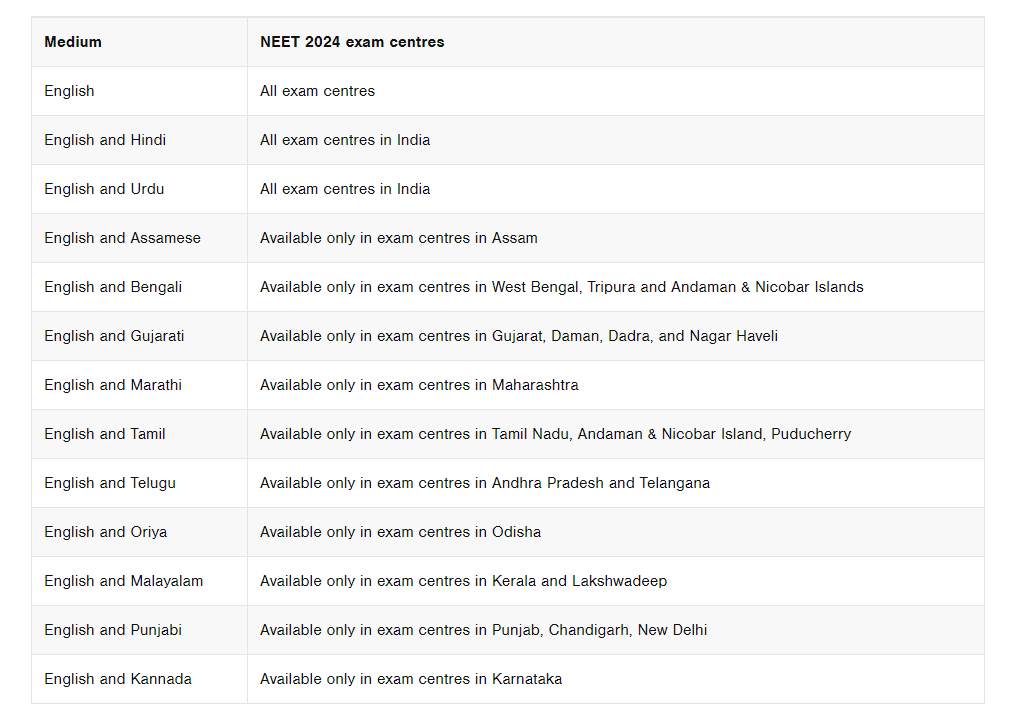 Medium NEET 2024 exam centres
English All exam centres
English and Hindi All exam centres in India
English and Urdu All exam centres in India
English and Assamese Available only in exam centres in Assam
English and Bengali Available only in exam centres in West Bengal, Tripura and Andaman & Nicobar Islands
English and Gujarati Available only in exam centres in Gujarat, Daman, Dadra, and Nagar Haveli
English and Marathi Available only in exam centres in Maharashtra
English and Tamil Available only in exam centres in Tamil Nadu, Andaman & Nicobar Island, Puducherry
English and Telugu Available only in exam centres in Andhra Pradesh and Telangana
English and Oriya Available only in exam centres in Odisha
English and Malayalam Available only in exam centres in Kerala and Lakshwadeep
English and Punjabi Available only in exam centres in Punjab, Chandigarh, New Delhi
English and Kannada Available only in exam centres in Karnataka